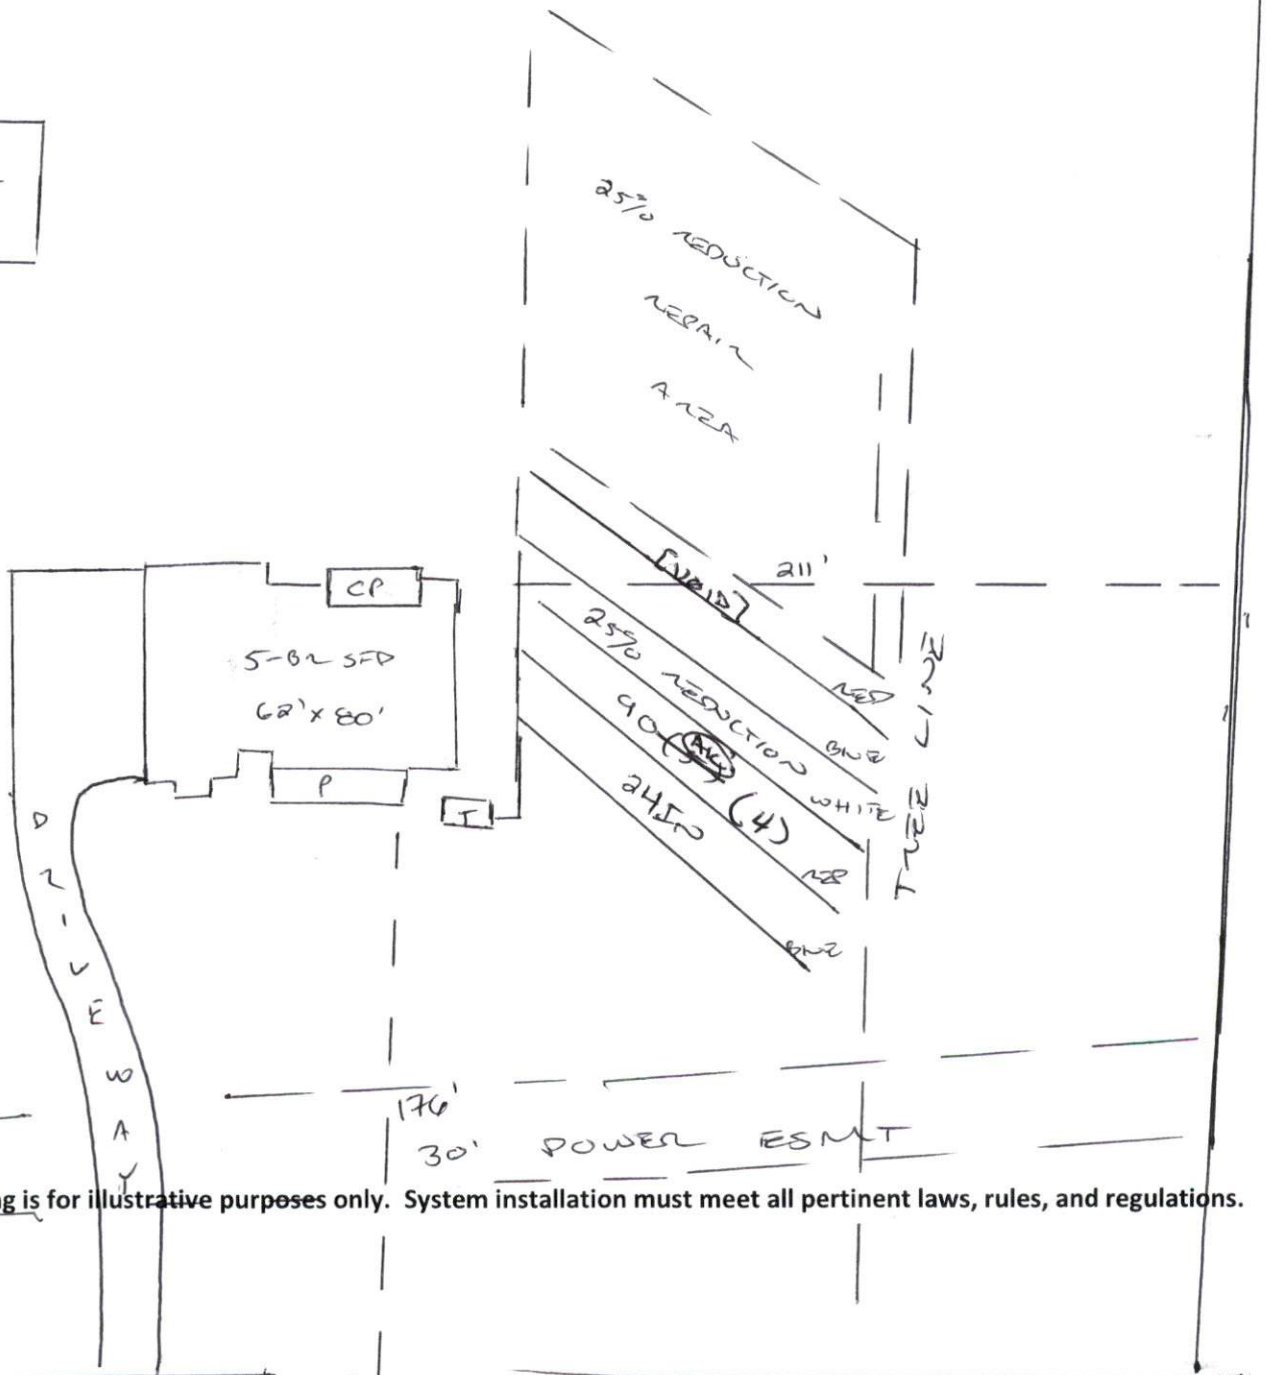 25% REDUCTION
REPAIR
AREA
211'
[VOID]
CP
5-BR SFD
62' X 80'
P
T
25% REDUCTION
90 (4)
24IN
RED
BLUE
WHITE
RED
BLUE
TREE LINE
DRIVEWAY
176'
30' POWER ESMT
g is for illustrative purposes only. System installation must meet all pertinent laws, rules, and regulations.